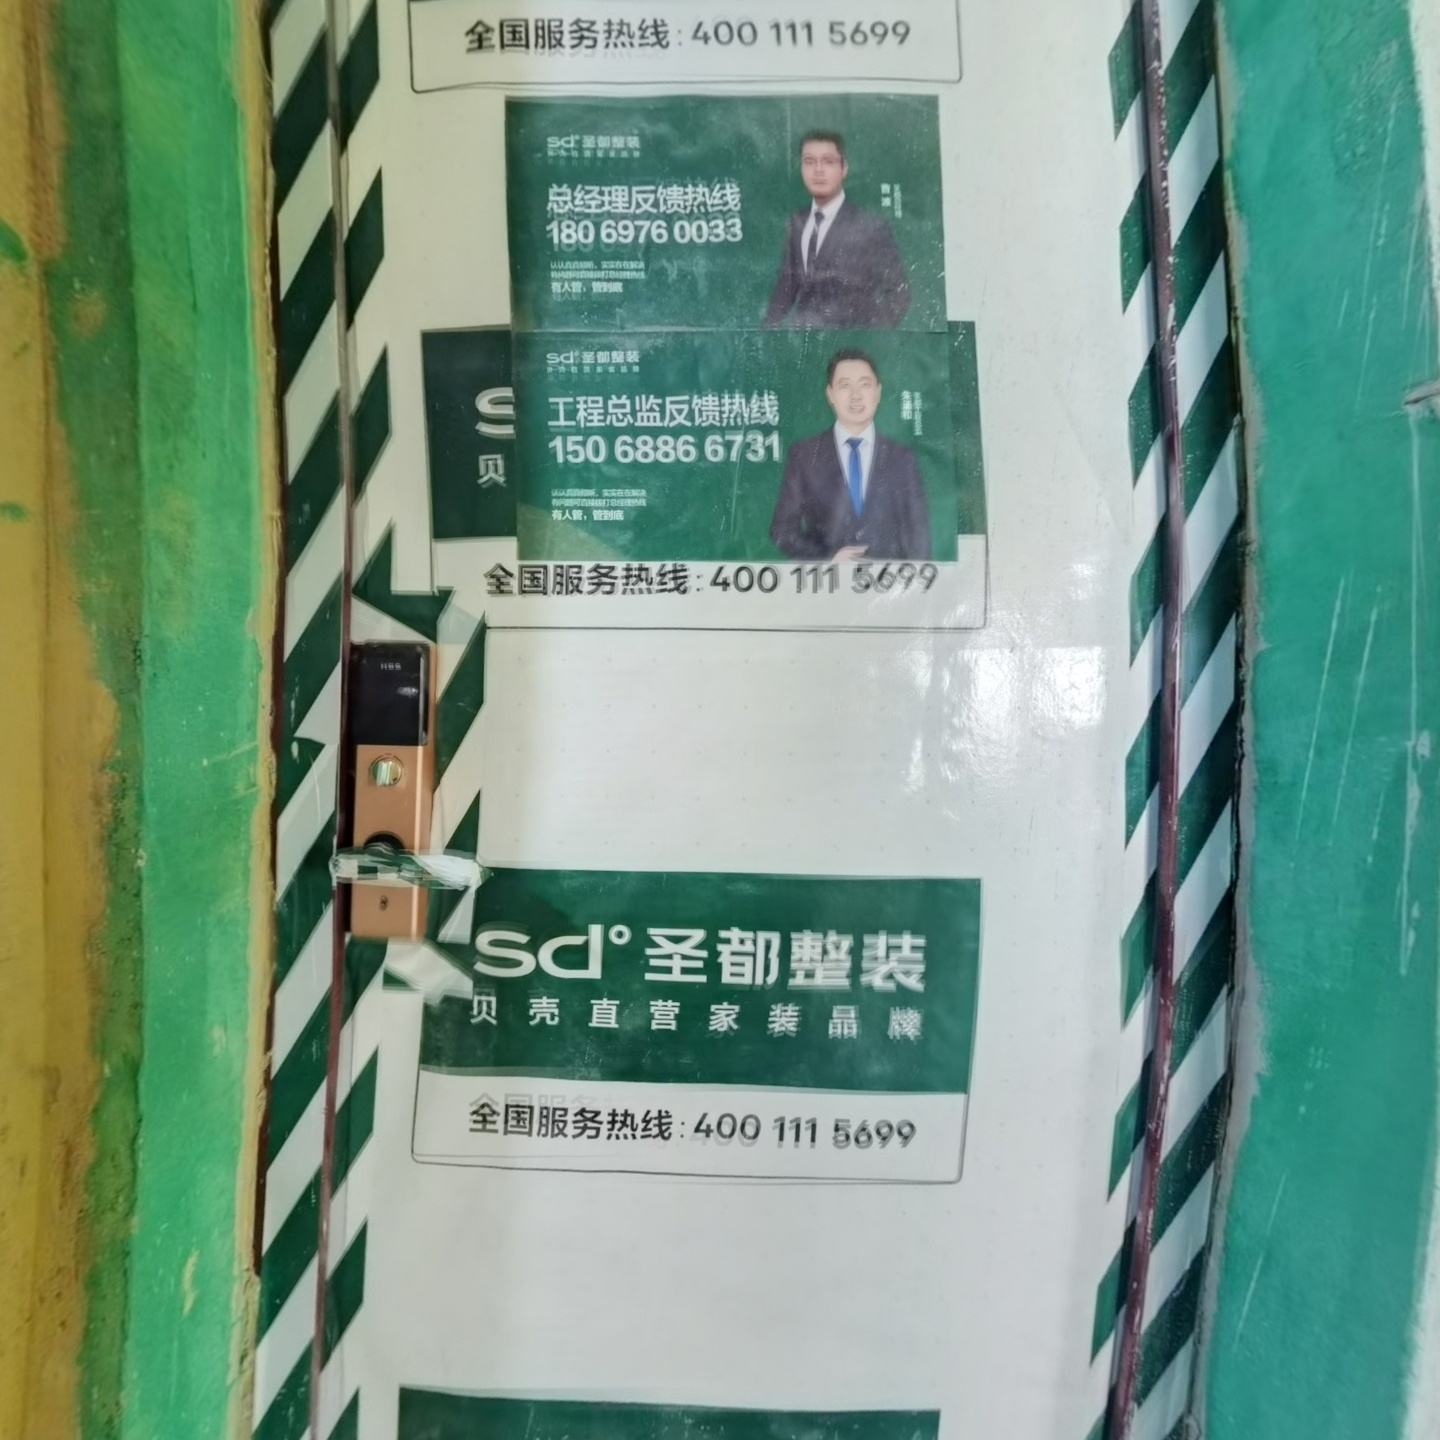 全国服务热线:400 111 5699
sd°圣都整装
总经理反馈热线
180 6976 0033
有人管，管到底
sd°圣都整装
工程总监反馈热线
150 6886 6731
有人管，管到底
S
贝
全国服务热线:400 111 5699
sd°圣都整装
贝壳直营家装品牌
全国服务热线:400 111 5699